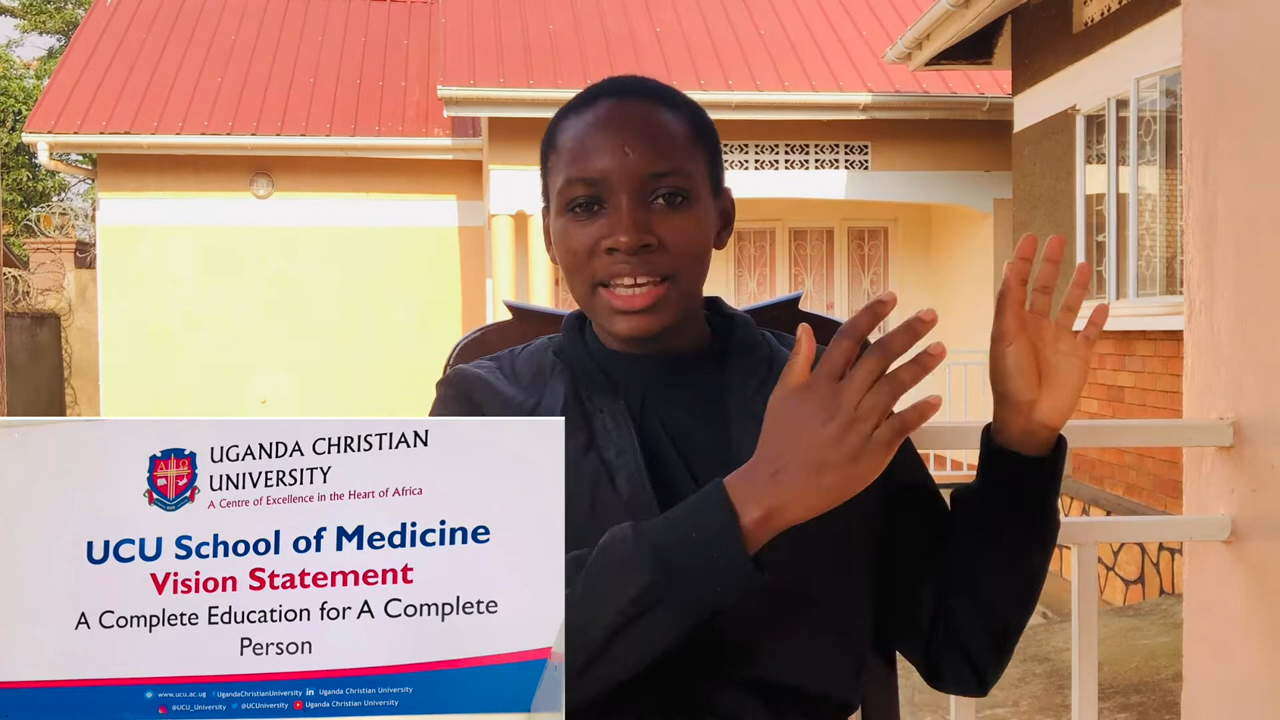 UGANDA CHRISTIAN
UNIVERSITY
A Centre of Excellence in the Heart of Africa
UCU School of Medicine
Vision Statement
A Complete Education for A Complete
Person
www.ucu.ac.ug UgandaChristianUniversity in Uganda Christian University
@UCU_University @UCUniversity Uganda Christian University